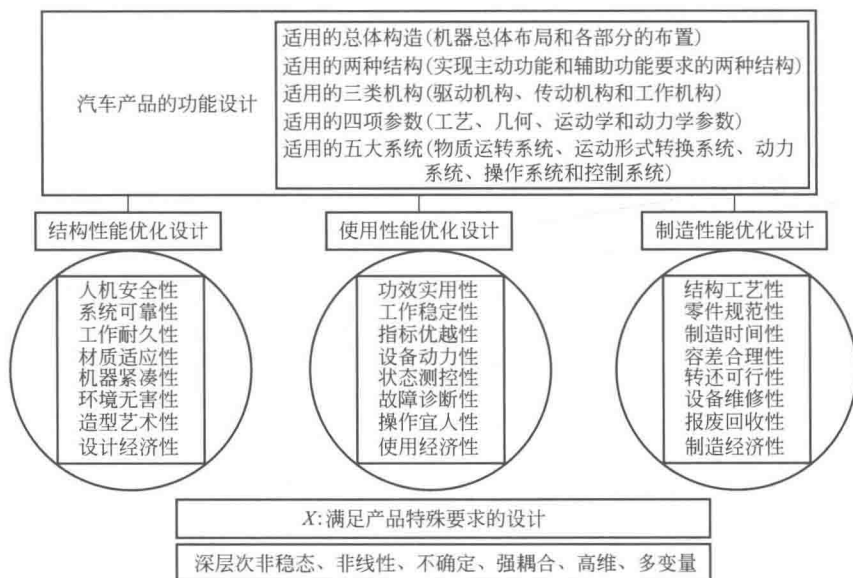 汽车产品的功能设计
适用的总体构造(机器总体布局和各部分的布置)
适用的两种结构(实现主动功能和辅助功能要求的两种结构)
适用的三类机构(驱动机构、传动机构和工作机构)
适用的四项参数(工艺、几何、运动学和动力学参数)
适用的五大系统(物质运转系统、运动形式转换系统、动力
系统、操作系统和控制系统)
结构性能优化设计
人机安全性
系统可靠性
工作耐久性
材质适应性
机器紧凑性
环境无害性
造型艺术性
设计经济性
使用性能优化设计
功效实用性
工作稳定性
指标优越性
设备动力性
状态测控性
故障诊断性
操作宜人性
使用经济性
制造性能优化设计
结构工艺性
零件规范性
制造时间性
容差合理性
转还可行性
设备维修性
报废回收性
制造经济性
X:满足产品特殊要求的设计
深层次非稳态、非线性、不确定、强耦合、高维、多变量